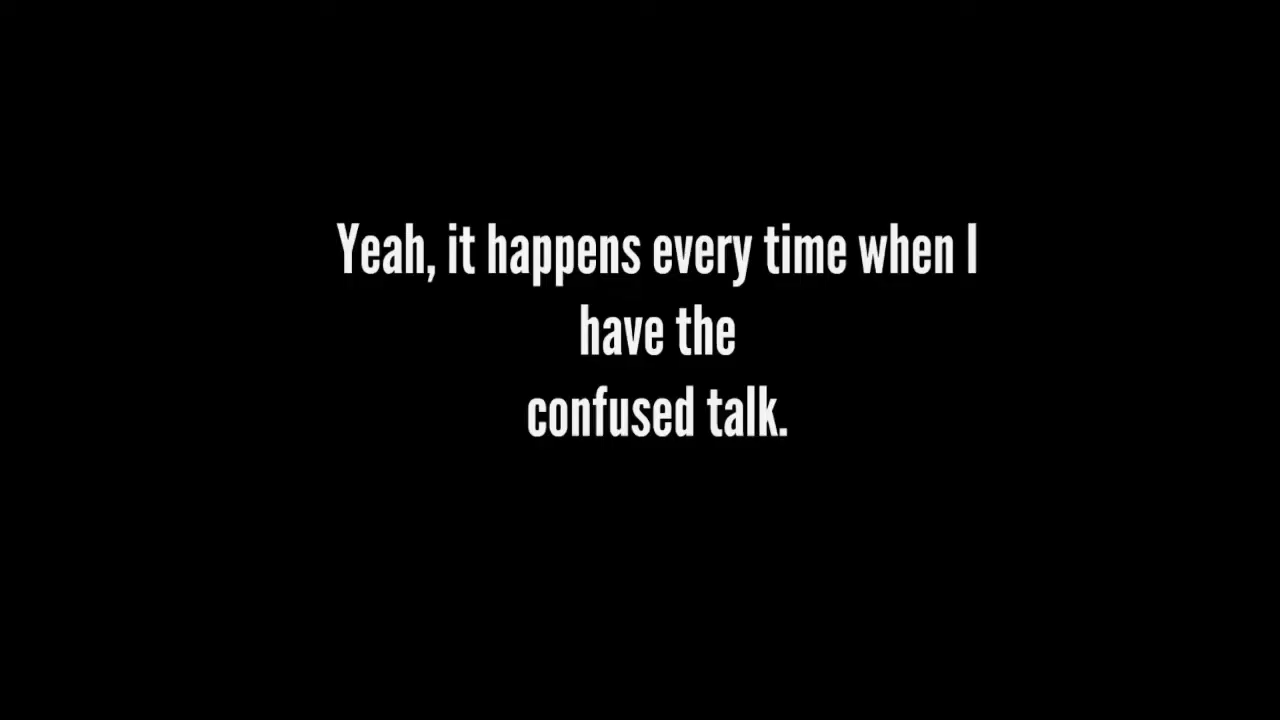 Yeah, it happens every time when I
have the
confused talk.